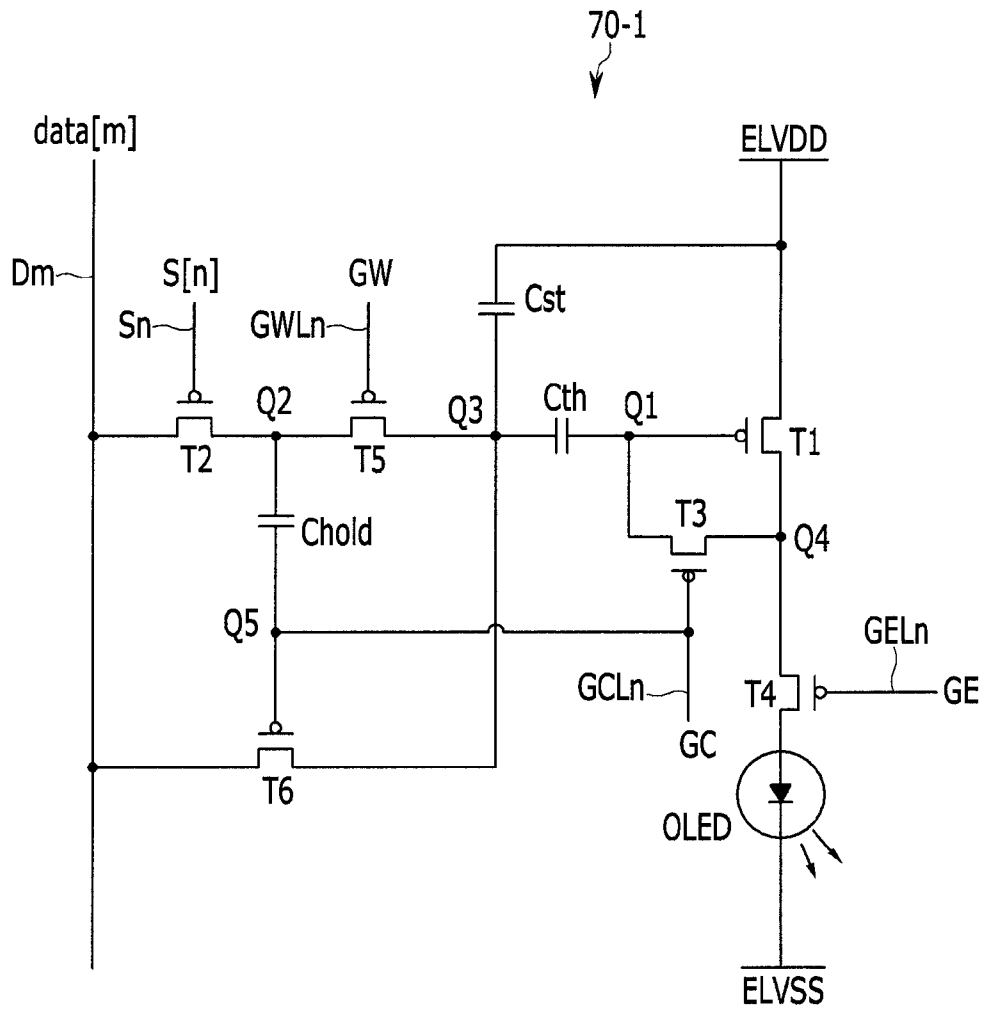 70-1
data[m]
ELVDD
Dm
S[n]
GW
Cst
Sn
GWLn
Q2
Q3
Cth
Q1
T2
T5
T1
T3
Chold
Q4
Q5
GELn
GCLn
T4
GE
GC
T6
OLED
ELVSS